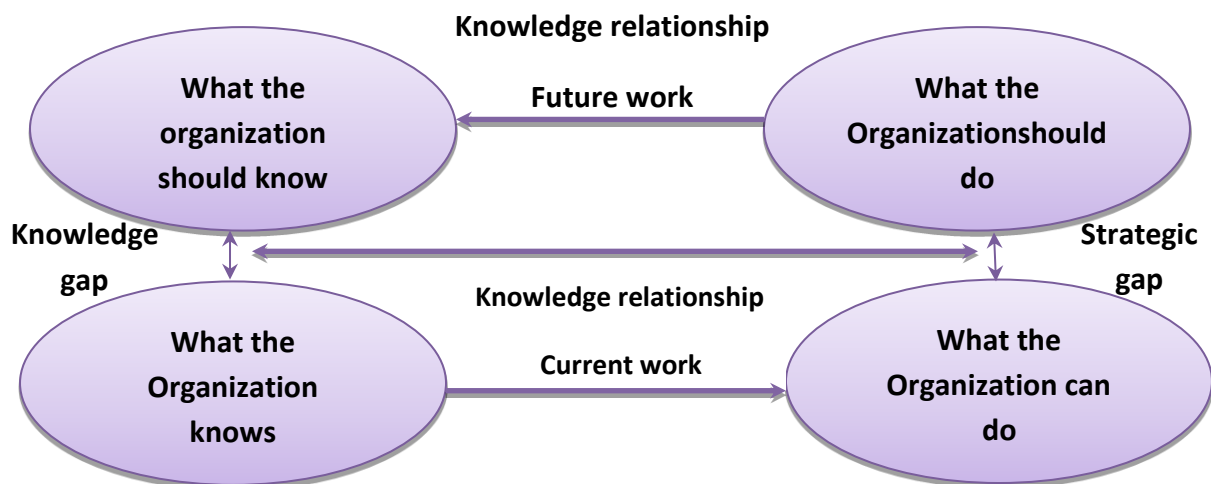 Knowledge relationship
What the
organization
should know
Future work
What the
Organizationshould
do
Knowledge
gap
Strategic
gap
Knowledge relationship
What the
Organization
knows
Current work
What the
Organization can
do